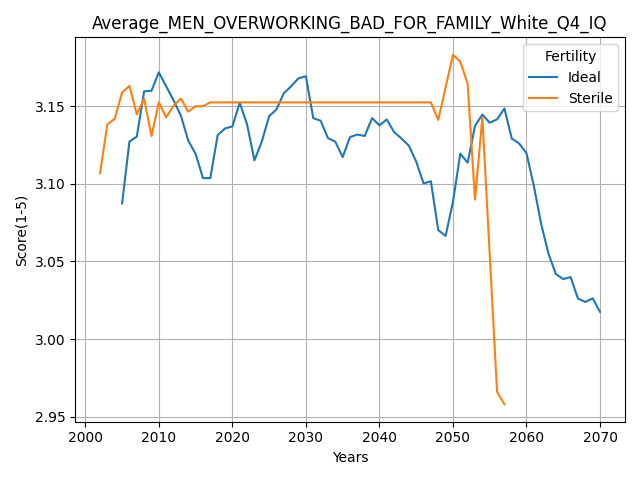 Average_MEN_OVERWORKING_BAD_FOR_FAMILY_White_Q4_IQ
Fertility
Ideal
Sterile
Score(1-5)
3.15
3.10
3.05
3.00
2.95
2000 2010 2020 2030 2040 2050 2060 2070
Years